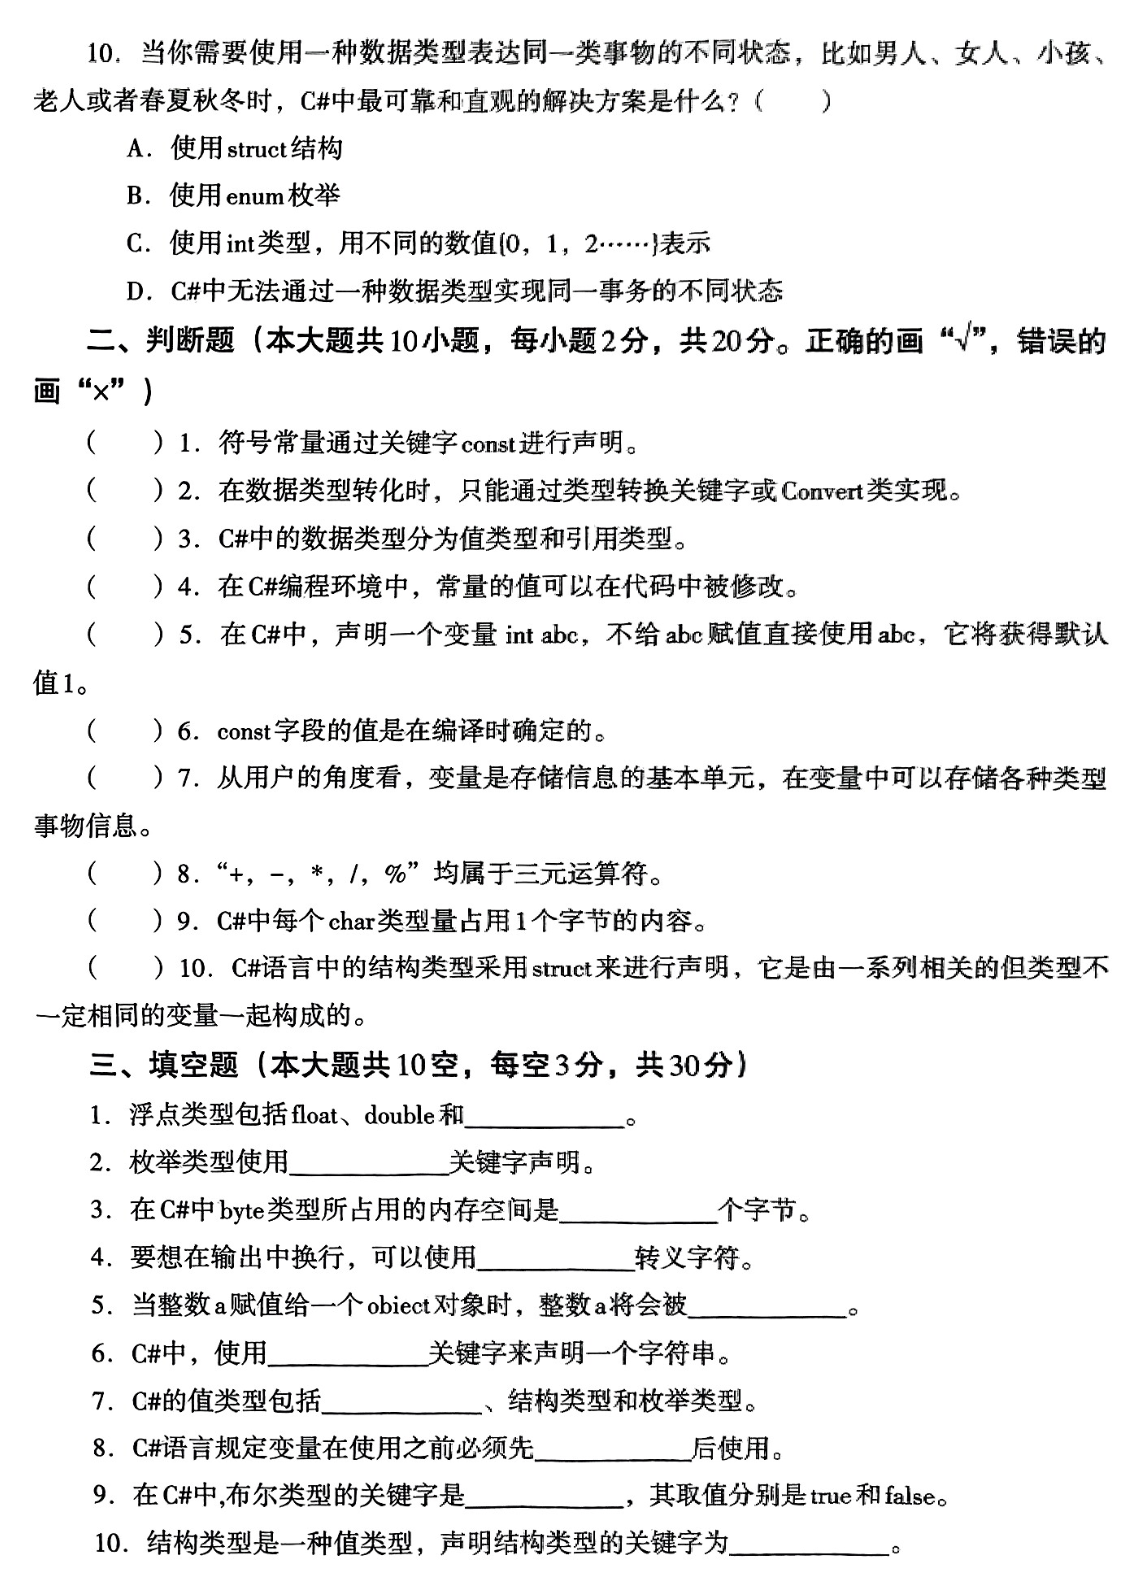 10. 当你需要使用一种数据类型表达同一类事物的不同状态，比如男人、女人、小孩、
老人或者春夏秋冬时，C#中最可靠和直观的解决方案是什么？（　　）
A. 使用struct结构
B. 使用enum枚举
C. 使用int类型，用不同的数值{0，1，2……}表示
D. C#中无法通过一种数据类型实现同一事务的不同状态
二、判断题（本大题共10小题，每小题2分，共20分。正确的画“√”，错误的
画“×”）
（　　）1. 符号常量通过关键字const进行声明。
（　　）2. 在数据类型转化时，只能通过类型转换关键字或Convert类实现。
（　　）3. C#中的数据类型分为值类型和引用类型。
（　　）4. 在C#编程环境中，常量的值可以在代码中被修改。
（　　）5. 在C#中，声明一个变量 int abc，不给abc赋值直接使用abc，它将获得默认
值1。
（　　）6. const字段的值是在编译时确定的。
（　　）7. 从用户的角度看，变量是存储信息的基本单元，在变量中可以存储各种类型
事物信息。
（　　）8. “+，-，*，/，%”均属于三元运算符。
（　　）9. C#中每个char类型量占用1个字节的内容。
（　　）10. C#语言中的结构类型采用struct来进行声明，它是由一系列相关的但类型不
一定相同的变量一起构成的。
三、填空题（本大题共10空，每空3分，共30分）
1. 浮点类型包括float、double和____________。
2. 枚举类型使用____________关键字声明。
3. 在C#中byte类型所占用的内存空间是____________个字节。
4. 要想在输出中换行，可以使用____________转义字符。
5. 当整数a赋值给一个obiect对象时，整数a将会被____________。
6. C#中，使用____________关键字来声明一个字符串。
7. C#的值类型包括____________、结构类型和枚举类型。
8. C#语言规定变量在使用之前必须先____________后使用。
9. 在C#中,布尔类型的关键字是____________，其取值分别是true和false。
10. 结构类型是一种值类型，声明结构类型的关键字为____________。